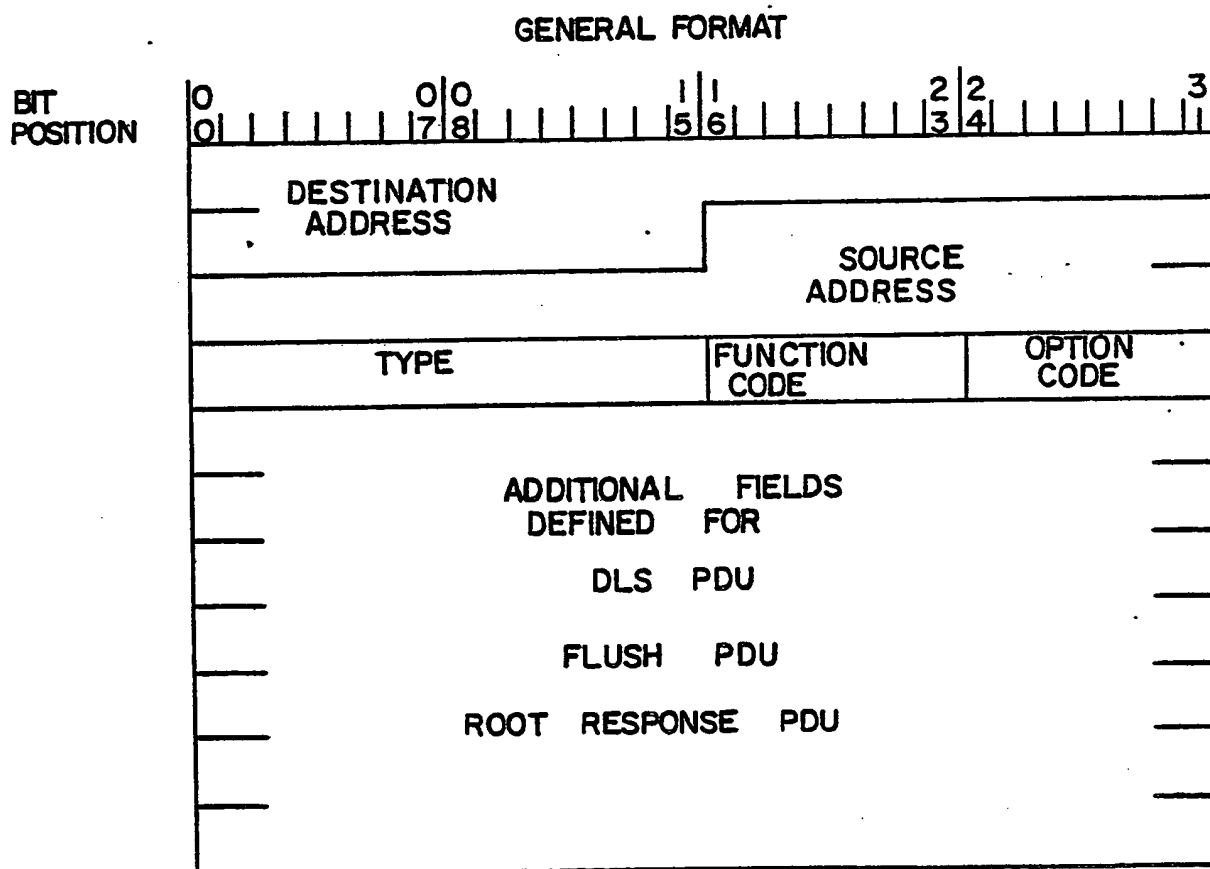 GENERAL FORMAT
BIT POSITION
0 0 0 1 1 2 2 3
0 7 8 5 6 3 4 1
DESTINATION
ADDRESS
SOURCE
ADDRESS
TYPE
FUNCTION
CODE
OPTION
CODE
ADDITIONAL FIELDS
DEFINED FOR
DLS PDU
FLUSH PDU
ROOT RESPONSE PDU